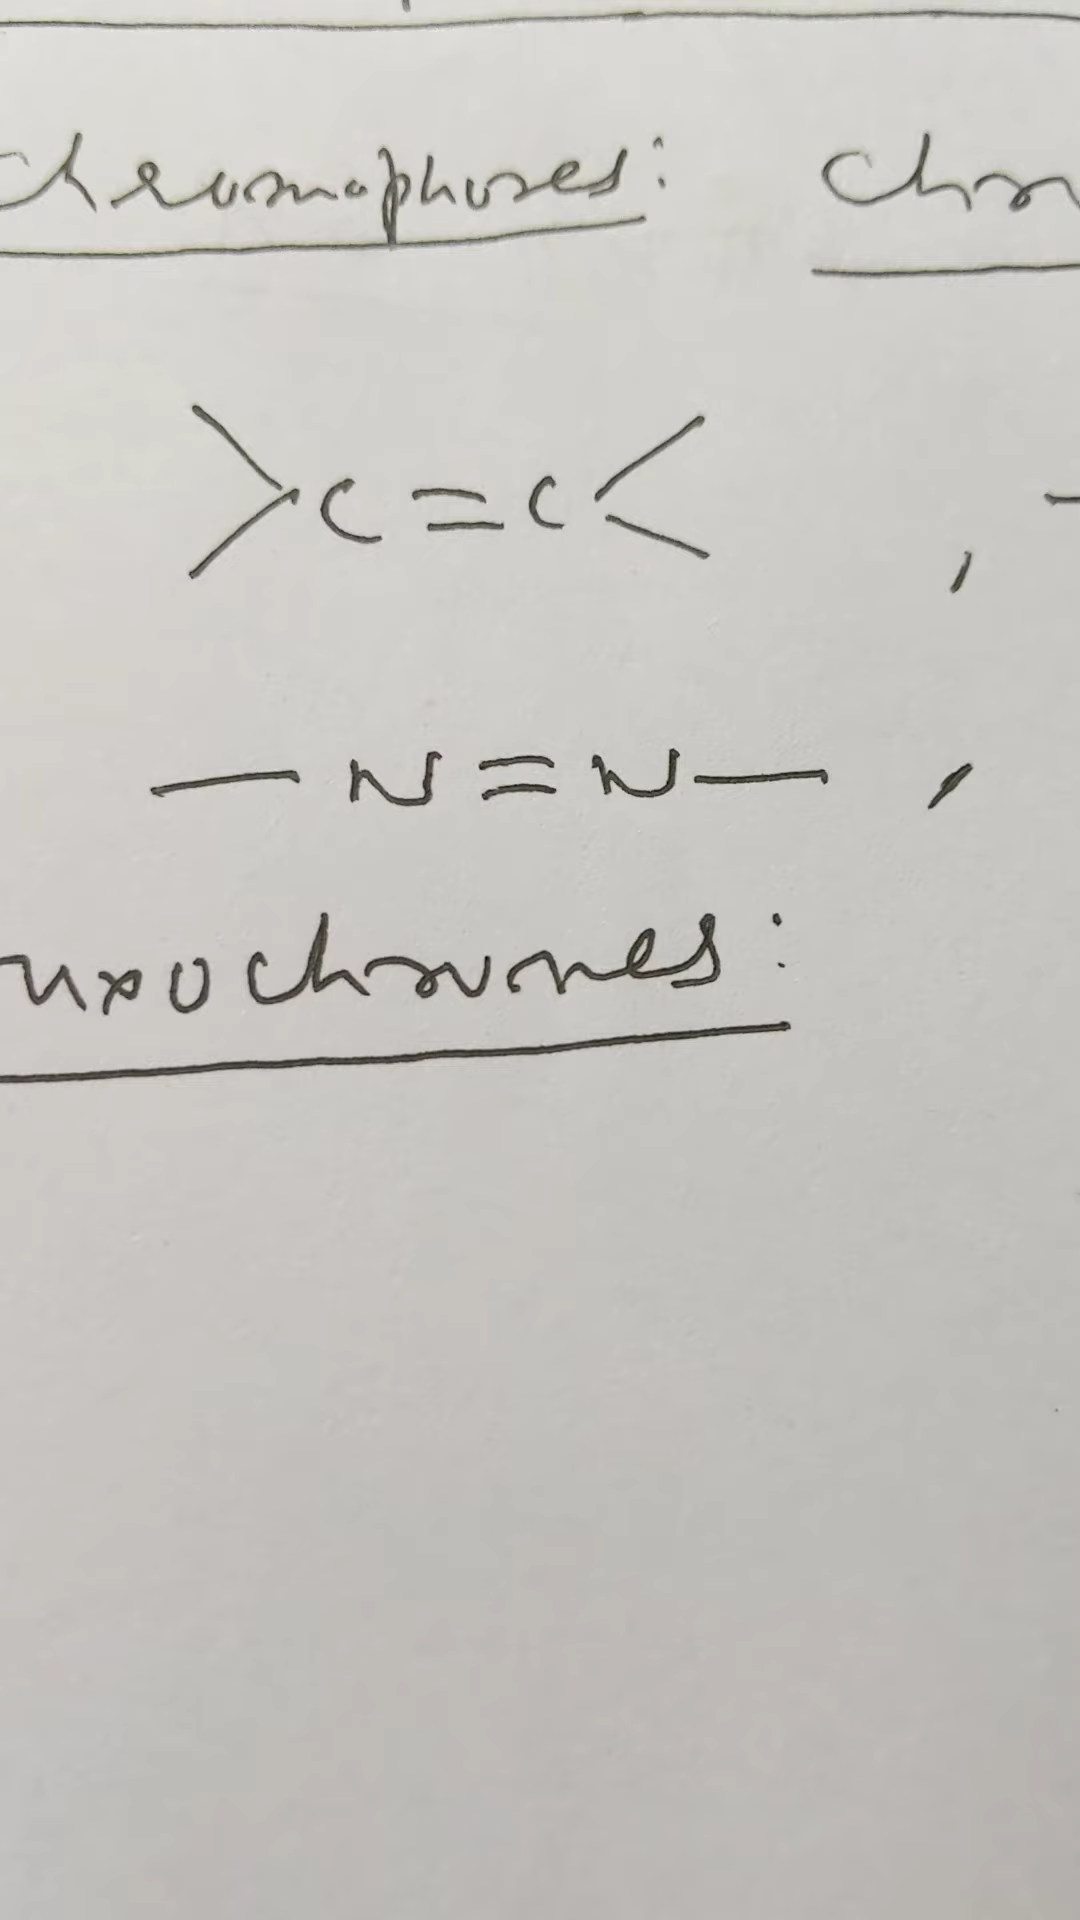 chromophores: chro
>C=C< ,
—N=N— ,
uxochromes: